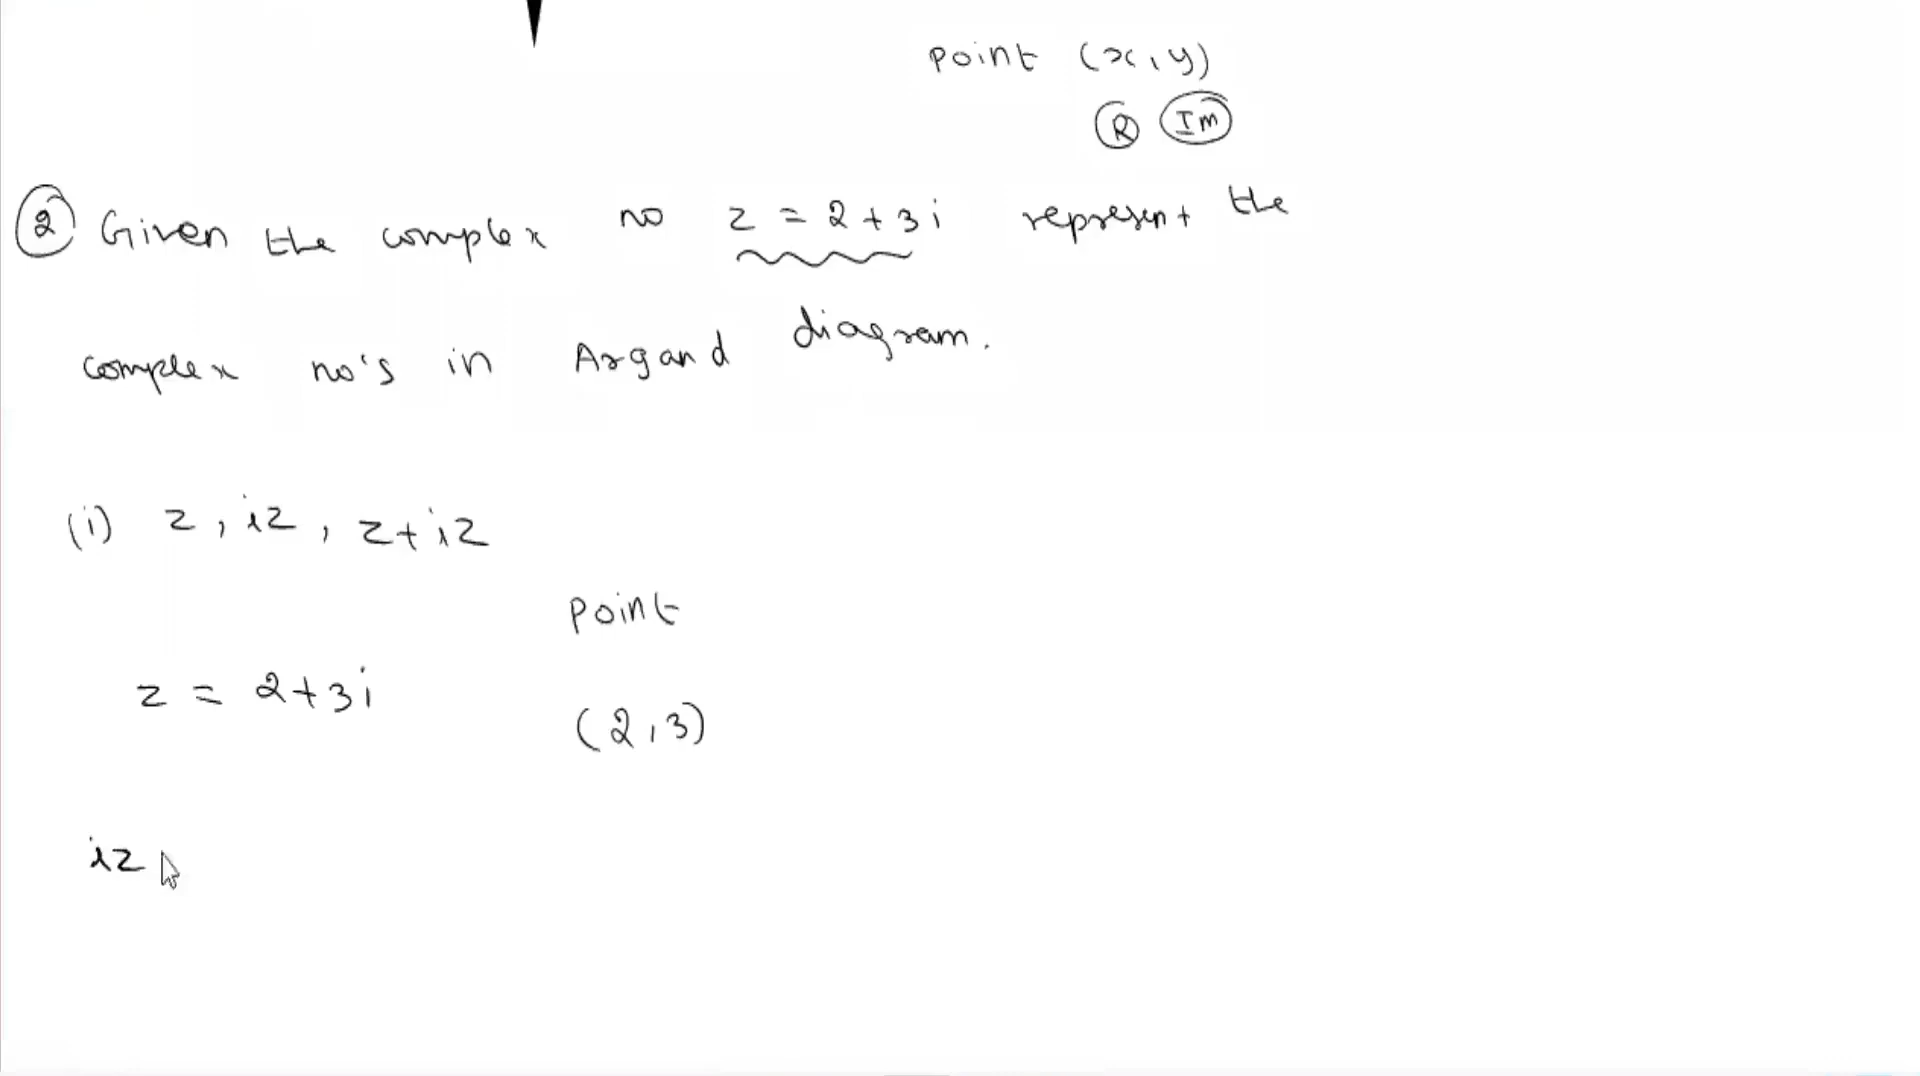 point (x, y)
R Im
2 Given the complex no z = 2 + 3i represent the
complex no's in Argand diagram.
(i) z, iz, z + iz
point
z = 2 + 3i
(2, 3)
iz